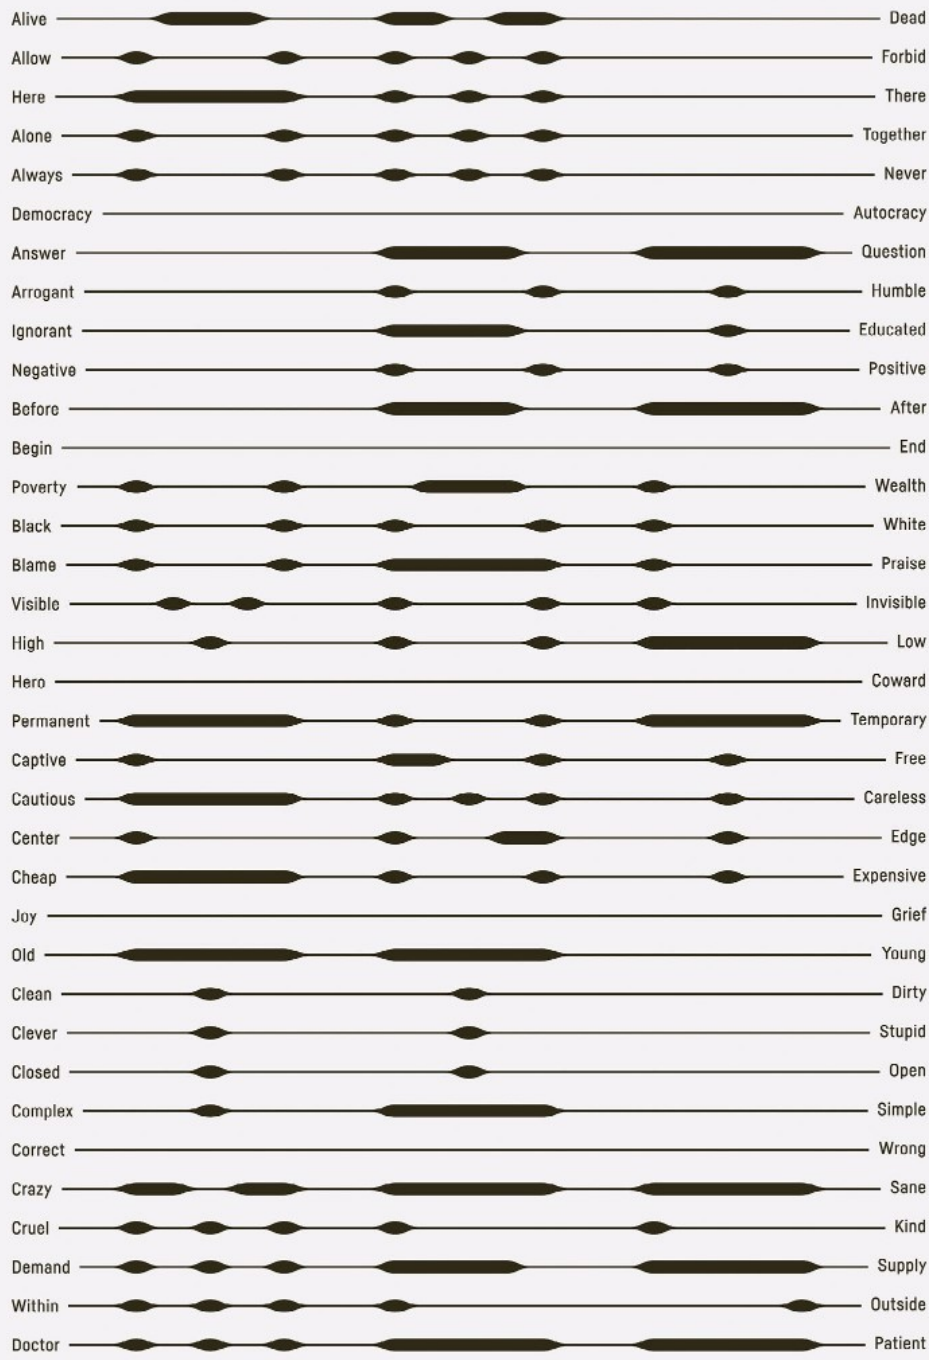 Alive Dead
Allow Forbid
Here There
Alone Together
Always Never
Democracy Autocracy
Answer Question
Arrogant Humble
Ignorant Educated
Negative Positive
Before After
Begin End
Poverty Wealth
Black White
Blame Praise
Visible Invisible
High Low
Hero Coward
Permanent Temporary
Captive Free
Cautious Careless
Center Edge
Cheap Expensive
Joy Grief
Old Young
Clean Dirty
Clever Stupid
Closed Open
Complex Simple
Correct Wrong
Crazy Sane
Cruel Kind
Demand Supply
Within Outside
Doctor Patient